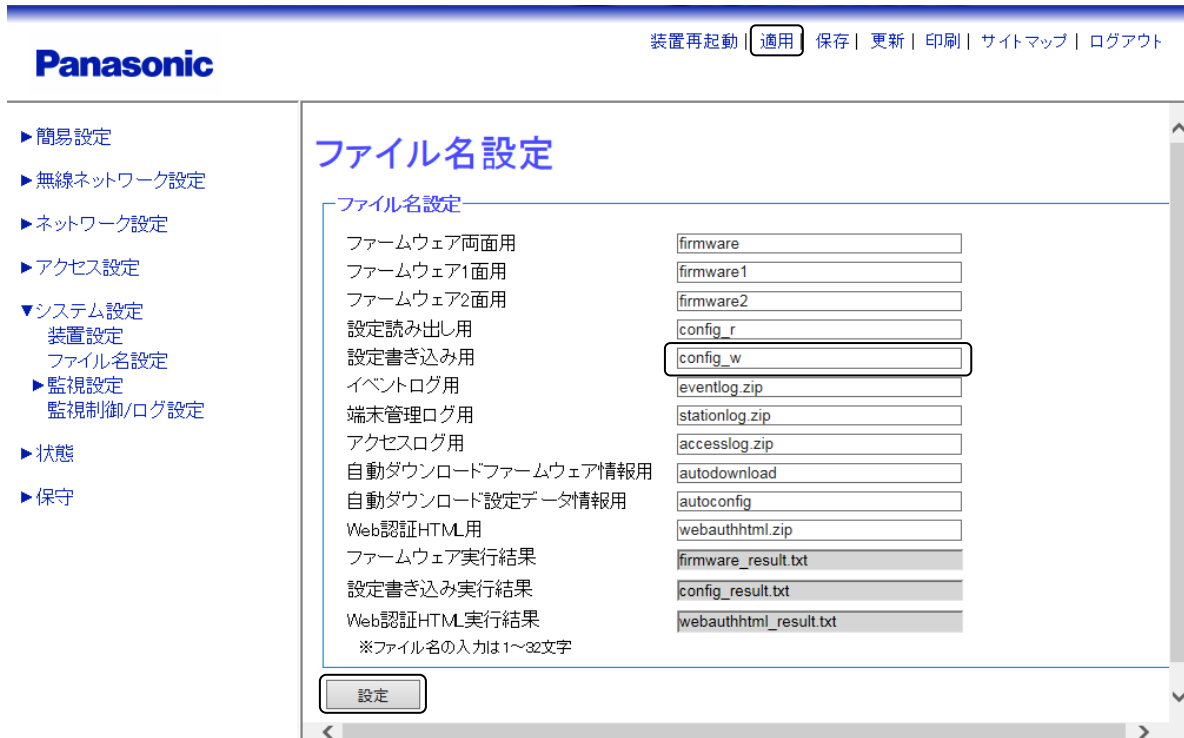 Panasonic
装置再起動| 適用| 保存| 更新| 印刷| サイトマップ| ログアウト
▶簡易設定
▶無線ネットワーク設定
▶ネットワーク設定
▶アクセス設定
▼システム設定
装置設定
ファイル名設定
▶監視設定
監視制御/ログ設定
▶状態
▶保守
ファイル名設定
ファイル名設定
ファームウェア両面用 firmware
ファームウェア1面用 firmware1
ファームウェア2面用 firmware2
設定読み出し用 config_r
設定書き込み用 config_w
イベントログ用 eventlog.zip
端末管理ログ用 stationlog.zip
アクセスログ用 accesslog.zip
自動ダウンロードファームウェア情報用 autodownload
自動ダウンロード設定データ情報用 autoconfig
Web認証HTML用 webauthhtml.zip
ファームウェア実行結果 firmware_result.txt
設定書き込み実行結果 config_result.txt
Web認証HTML実行結果 webauthhtml_result.txt
※ファイル名の入力は1～32文字
設定